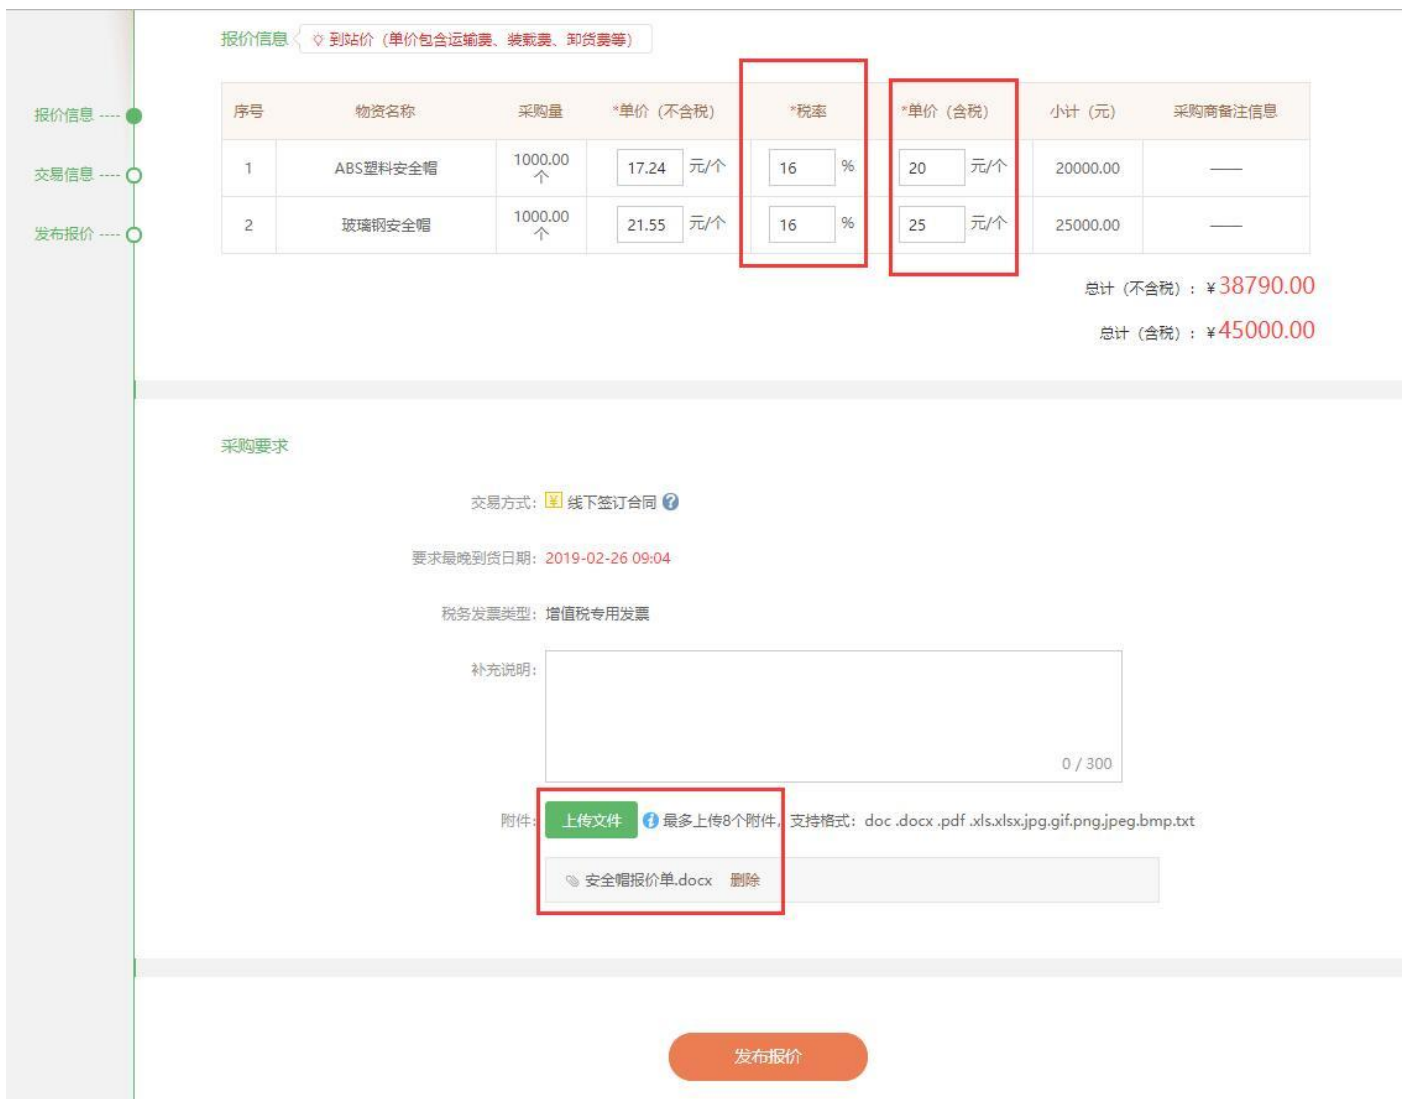 报价信息 到站价（单价包含运输费、装载费、卸货费等）
报价信息 ----
交易信息 ----
发布报价 ----
序号 物资名称 采购量 *单价（不含税） *税率 *单价（含税） 小计（元） 采购商备注信息
1 ABS塑料安全帽 1000.00个 17.24 元/个 16 % 20 元/个 20000.00 ——
2 玻璃钢安全帽 1000.00个 21.55 元/个 16 % 25 元/个 25000.00 ——
总计（不含税）：¥38790.00
总计（含税）：¥45000.00
采购要求
交易方式：¥ 线下签订合同 ?
要求最晚到货日期：2019-02-26 09:04
税务发票类型：增值税专用发票
补充说明：
0 / 300
附件： 上传文件 i 最多上传8个附件，支持格式：doc .docx .pdf .xls.xlsx.jpg.gif.png.jpeg.bmp.txt
安全帽报价单.docx 删除
发布报价